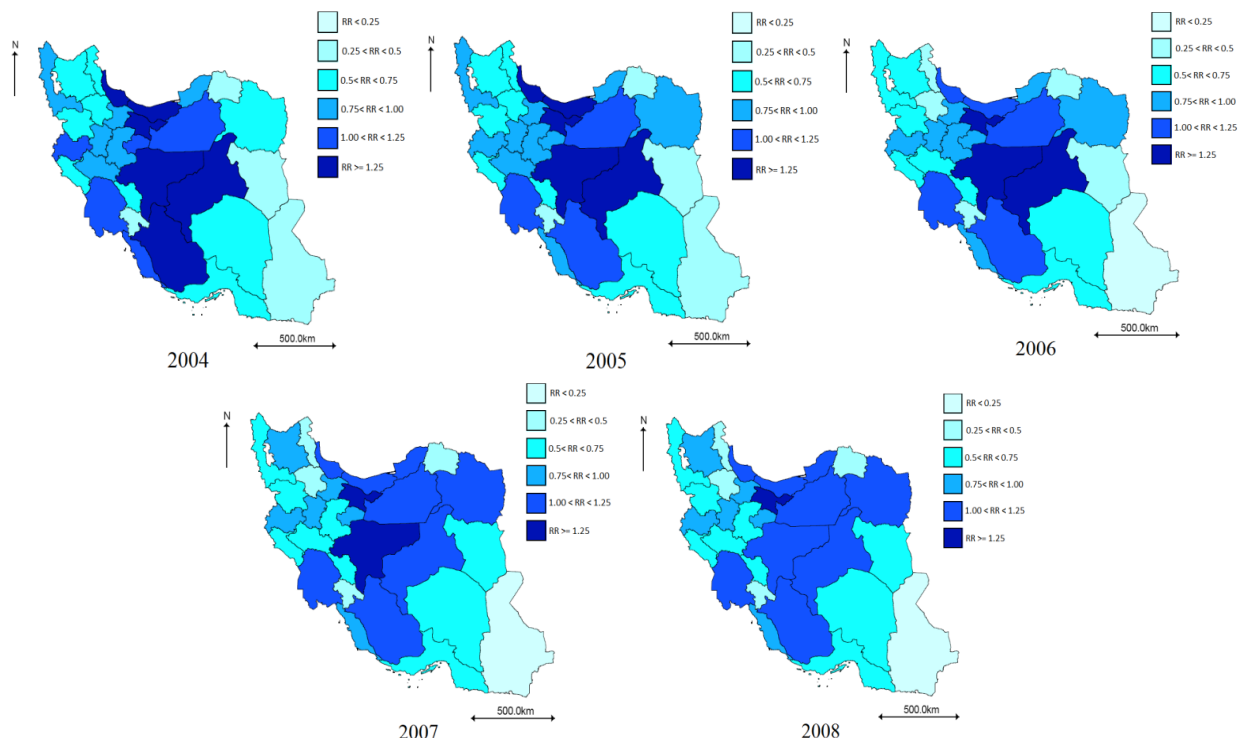 N
RR < 0.25
0.25 < RR < 0.5
0.5< RR < 0.75
0.75< RR < 1.00
1.00 < RR < 1.25
RR >= 1.25
500.0km
2004
N
RR < 0.25
0.25 < RR < 0.5
0.5< RR < 0.75
0.75< RR < 1.00
1.00 < RR < 1.25
RR >= 1.25
500.0km
2005
N
RR < 0.25
0.25 < RR < 0.5
0.5< RR < 0.75
0.75< RR < 1.00
1.00 < RR < 1.25
RR >= 1.25
500.0km
2006
N
RR < 0.25
0.25 < RR < 0.5
0.5< RR < 0.75
0.75< RR < 1.00
1.00 < RR < 1.25
RR >= 1.25
500.0km
2007
N
RR < 0.25
0.25 < RR < 0.5
0.5< RR < 0.75
0.75< RR < 1.00
1.00 < RR < 1.25
RR >= 1.25
500.0km
2008